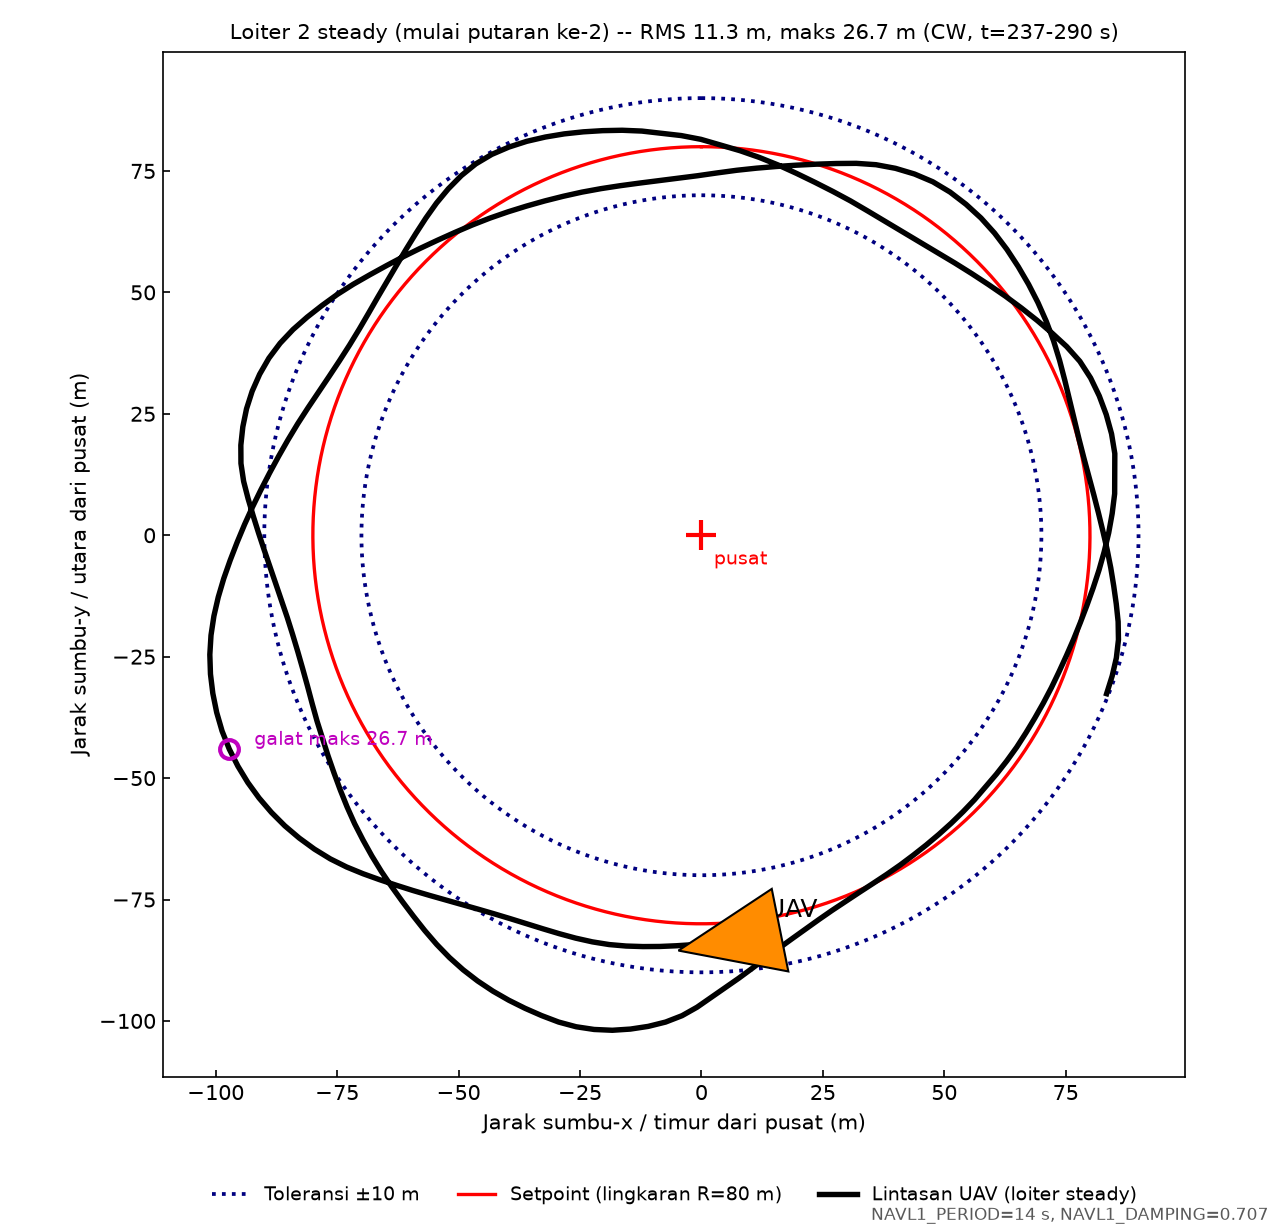 Loiter 2 steady (mulai putaran ke-2) -- RMS 11.3 m, maks 26.7 m (CW, t=237-290 s)
Jarak sumbu-y / utara dari pusat (m)
75
50
25
0
−25
−50
−75
−100
pusat
galat maks 26.7 m
UAV
−100 −75 −50 −25 0 25 50 75
Jarak sumbu-x / timur dari pusat (m)
Toleransi ±10 m
Setpoint (lingkaran R=80 m)
Lintasan UAV (loiter steady)
NAVL1_PERIOD=14 s, NAVL1_DAMPING=0.707